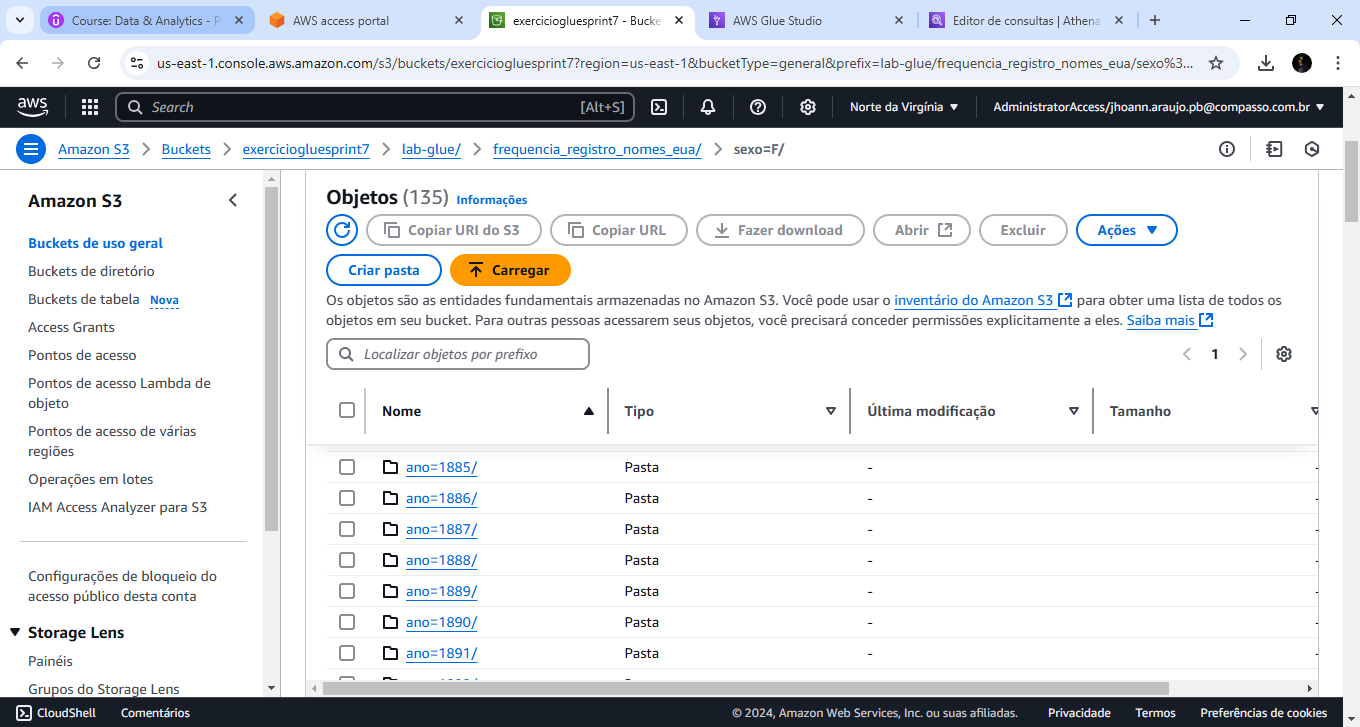 Course: Data & Analytics - P
AWS access portal
exerciciogluesprint7 - Bucke
AWS Glue Studio
Editor de consultas | Athena
us-east-1.console.aws.amazon.com/s3/buckets/exerciciogluesprint7?region=us-east-1&bucketType=general&prefix=lab-glue/frequencia_registro_nomes_eua/sexo%3...
aws
Search [Alt+S]
Norte da Virgínia
AdministratorAccess/jhoann.araujo.pb@compasso.com.br
Amazon S3 > Buckets > exerciciogluesprint7 > lab-glue/ > frequencia_registro_nomes_eua/ > sexo=F/
Amazon S3
Buckets de uso geral
Buckets de diretório
Buckets de tabela Nova
Access Grants
Pontos de acesso
Pontos de acesso Lambda de
objeto
Pontos de acesso de várias
regiões
Operações em lotes
IAM Access Analyzer para S3
Configurações de bloqueio do
acesso público desta conta
Storage Lens
Painéis
Grupos do Storage Lens
Objetos (135) Informações
Copiar URI do S3
Copiar URL
Fazer download
Abrir
Excluir
Ações
Criar pasta
Carregar
Os objetos são as entidades fundamentais armazenadas no Amazon S3. Você pode usar o inventário do Amazon S3 para obter uma lista de todos os
objetos em seu bucket. Para outras pessoas acessarem seus objetos, você precisará conceder permissões explicitamente a eles. Saiba mais
Localizar objetos por prefixo
1
Nome Tipo Última modificação Tamanho
ano=1885/ Pasta - -
ano=1886/ Pasta - -
ano=1887/ Pasta - -
ano=1888/ Pasta - -
ano=1889/ Pasta - -
ano=1890/ Pasta - -
ano=1891/ Pasta - -
CloudShell
Comentários
© 2024, Amazon Web Services, Inc. ou suas afiliadas.
Privacidade
Termos
Preferências de cookies